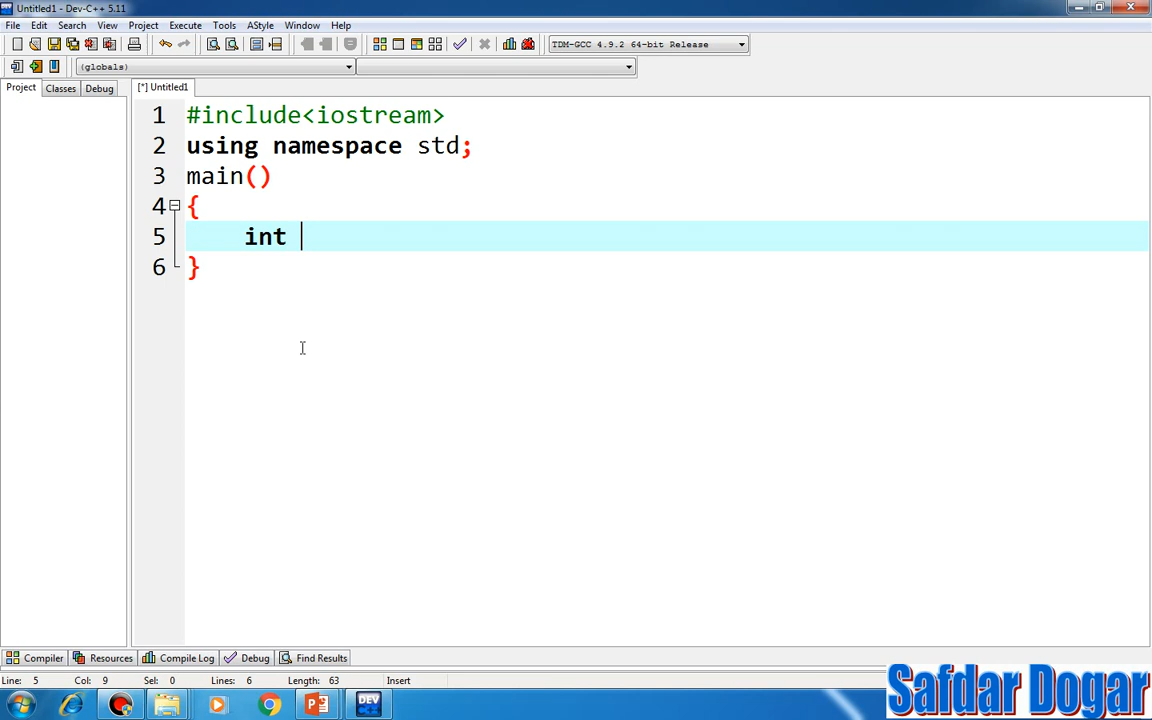 Untitled1 - Dev-C++ 5.11
File Edit Search View Project Execute Tools AStyle Window Help
TDM-GCC 4.9.2 64-bit Release
(globals)
Project Classes Debug [*] Untitled1
1 #include<iostream>
2 using namespace std;
3 main()
4 {
5 int
6 }
Compiler Resources Compile Log Debug Find Results
Line: 5 Col: 9 Sel: 0 Lines: 6 Length: 63 Insert
DEV C++
Safdar Dogar